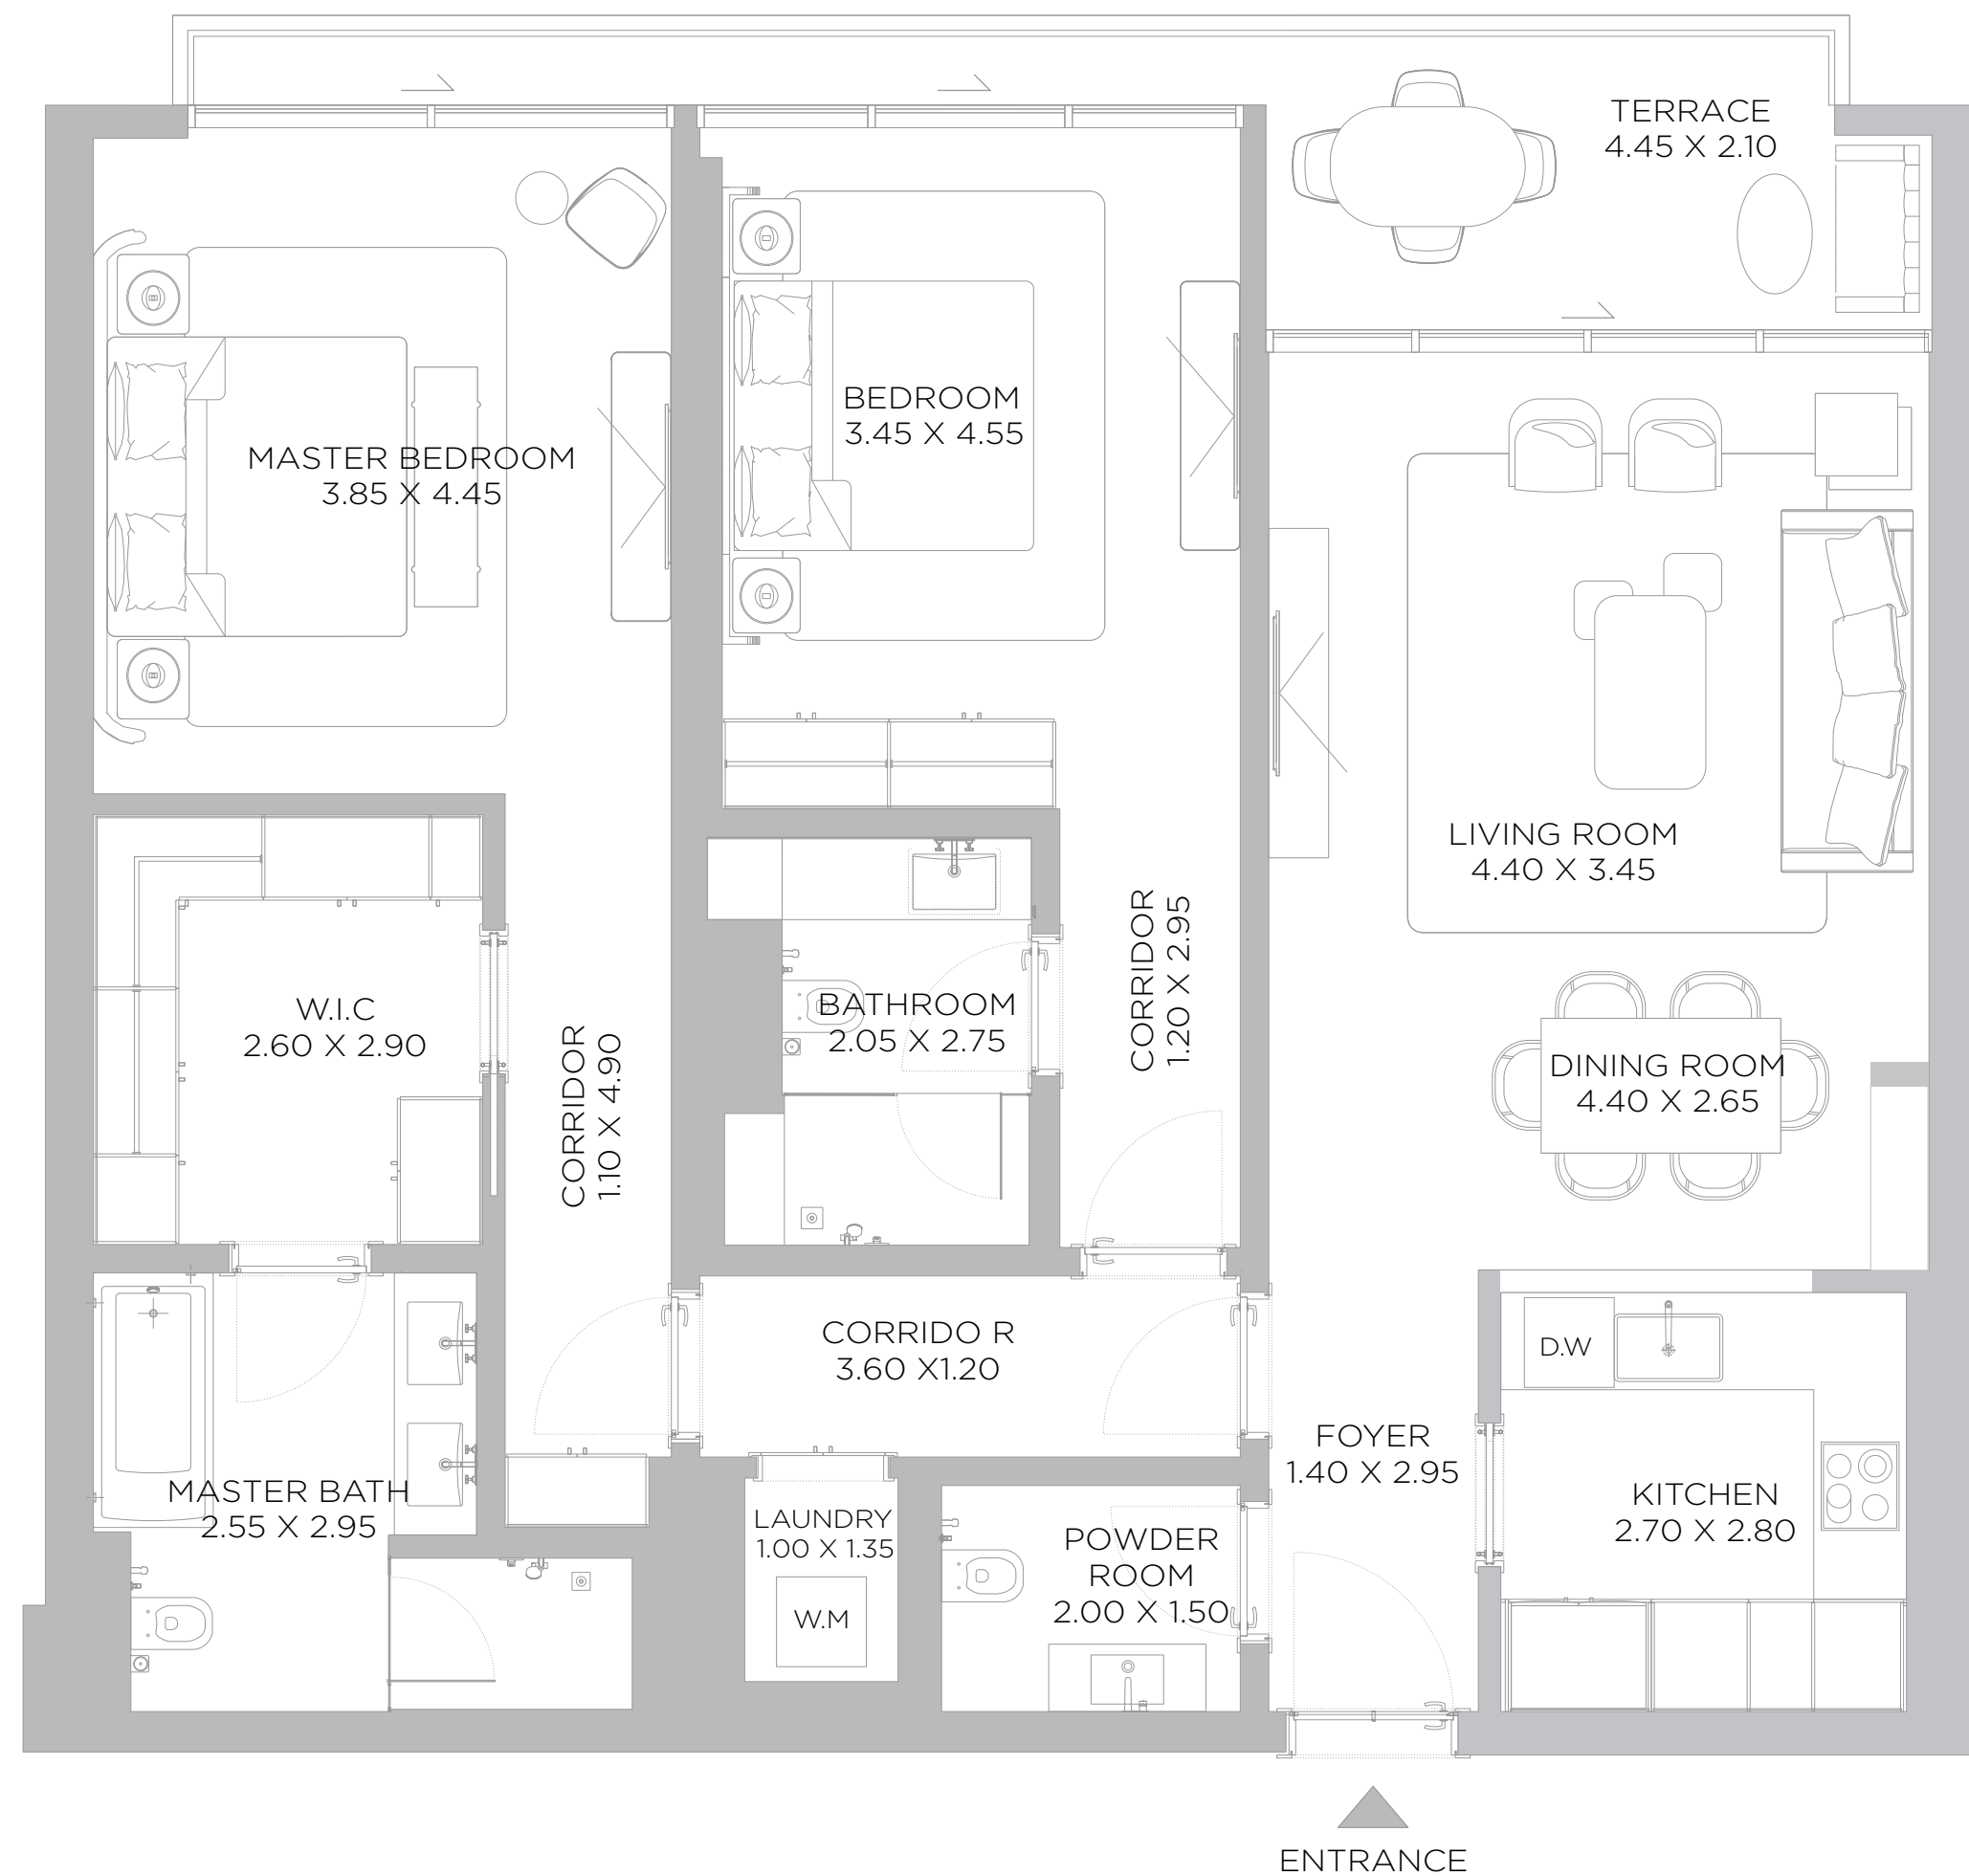 TERRACE
4.45 X 2.10
BEDROOM
3.45 X 4.55
MASTER BEDROOM
3.85 X 4.45
LIVING ROOM
4.40 X 3.45
W.I.C
2.60 X 2.90
BATHROOM
2.05 X 2.75
CORRIDOR
1.20 X 2.95
CORRIDOR
1.10 X 4.90
DINING ROOM
4.40 X 2.65
CORRIDO R
3.60 X1.20
D.W
FOYER
1.40 X 2.95
MASTER BATH
2.55 X 2.95
LAUNDRY
1.00 X 1.35
W.M
POWDER
ROOM
2.00 X 1.50
KITCHEN
2.70 X 2.80
ENTRANCE